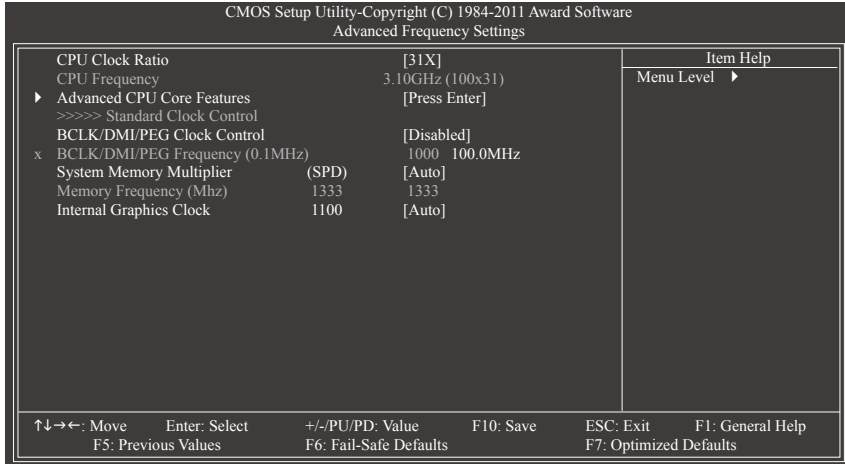 CMOS Setup Utility-Copyright (C) 1984-2011 Award Software
Advanced Frequency Settings
CPU Clock Ratio [31X]
CPU Frequency 3.10GHz (100x31)
▶ Advanced CPU Core Features [Press Enter]
>>>>> Standard Clock Control
BCLK/DMI/PEG Clock Control [Disabled]
x BCLK/DMI/PEG Frequency (0.1MHz) 1000 100.0MHz
System Memory Multiplier (SPD) [Auto]
Memory Frequency (Mhz) 1333 1333
Internal Graphics Clock 1100 [Auto]
Item Help
Menu Level ▶
↑↓→←: Move Enter: Select +/-/PU/PD: Value F10: Save ESC: Exit F1: General Help
F5: Previous Values F6: Fail-Safe Defaults F7: Optimized Defaults